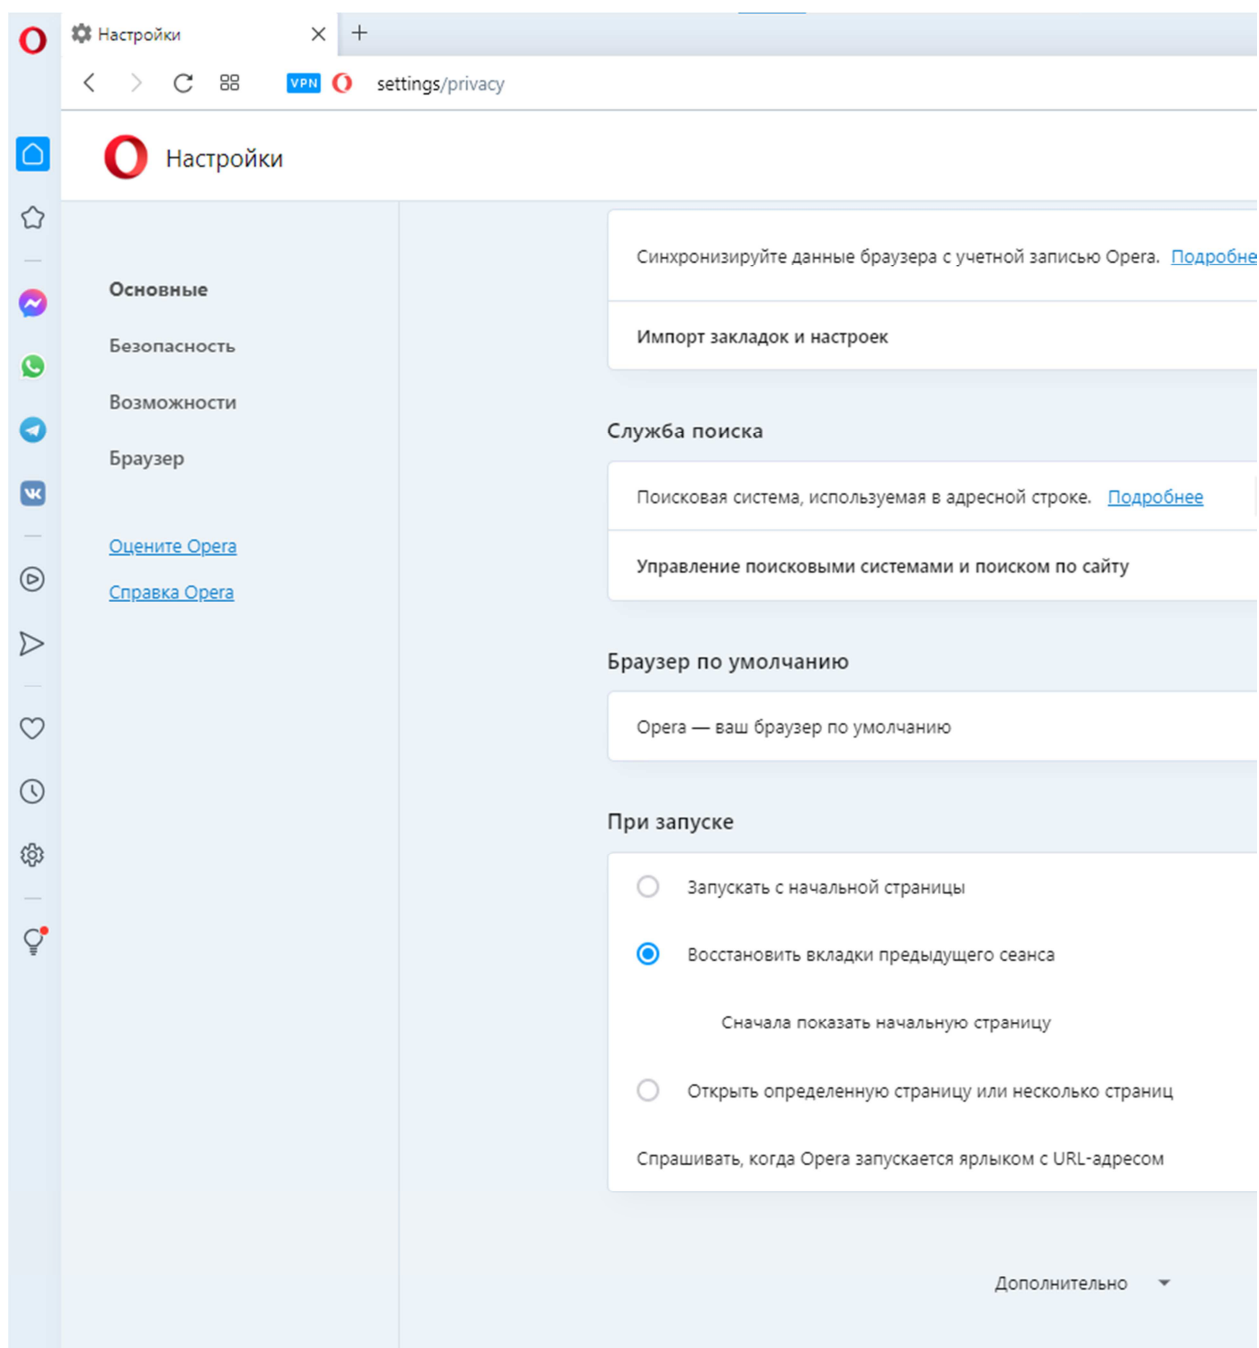 Настройки
VPN settings/privacy
Настройки
Основные
Безопасность
Возможности
Браузер
Оцените Opera
Справка Opera
Синхронизируйте данные браузера с учетной записью Opera. Подробне
Импорт закладок и настроек
Служба поиска
Поисковая система, используемая в адресной строке. Подробнее
Управление поисковыми системами и поиском по сайту
Браузер по умолчанию
Opera — ваш браузер по умолчанию
При запуске
Запускать с начальной страницы
Восстановить вкладки предыдущего сеанса
Сначала показать начальную страницу
Открыть определенную страницу или несколько страниц
Спрашивать, когда Opera запускается ярлыком с URL-адресом
Дополнительно